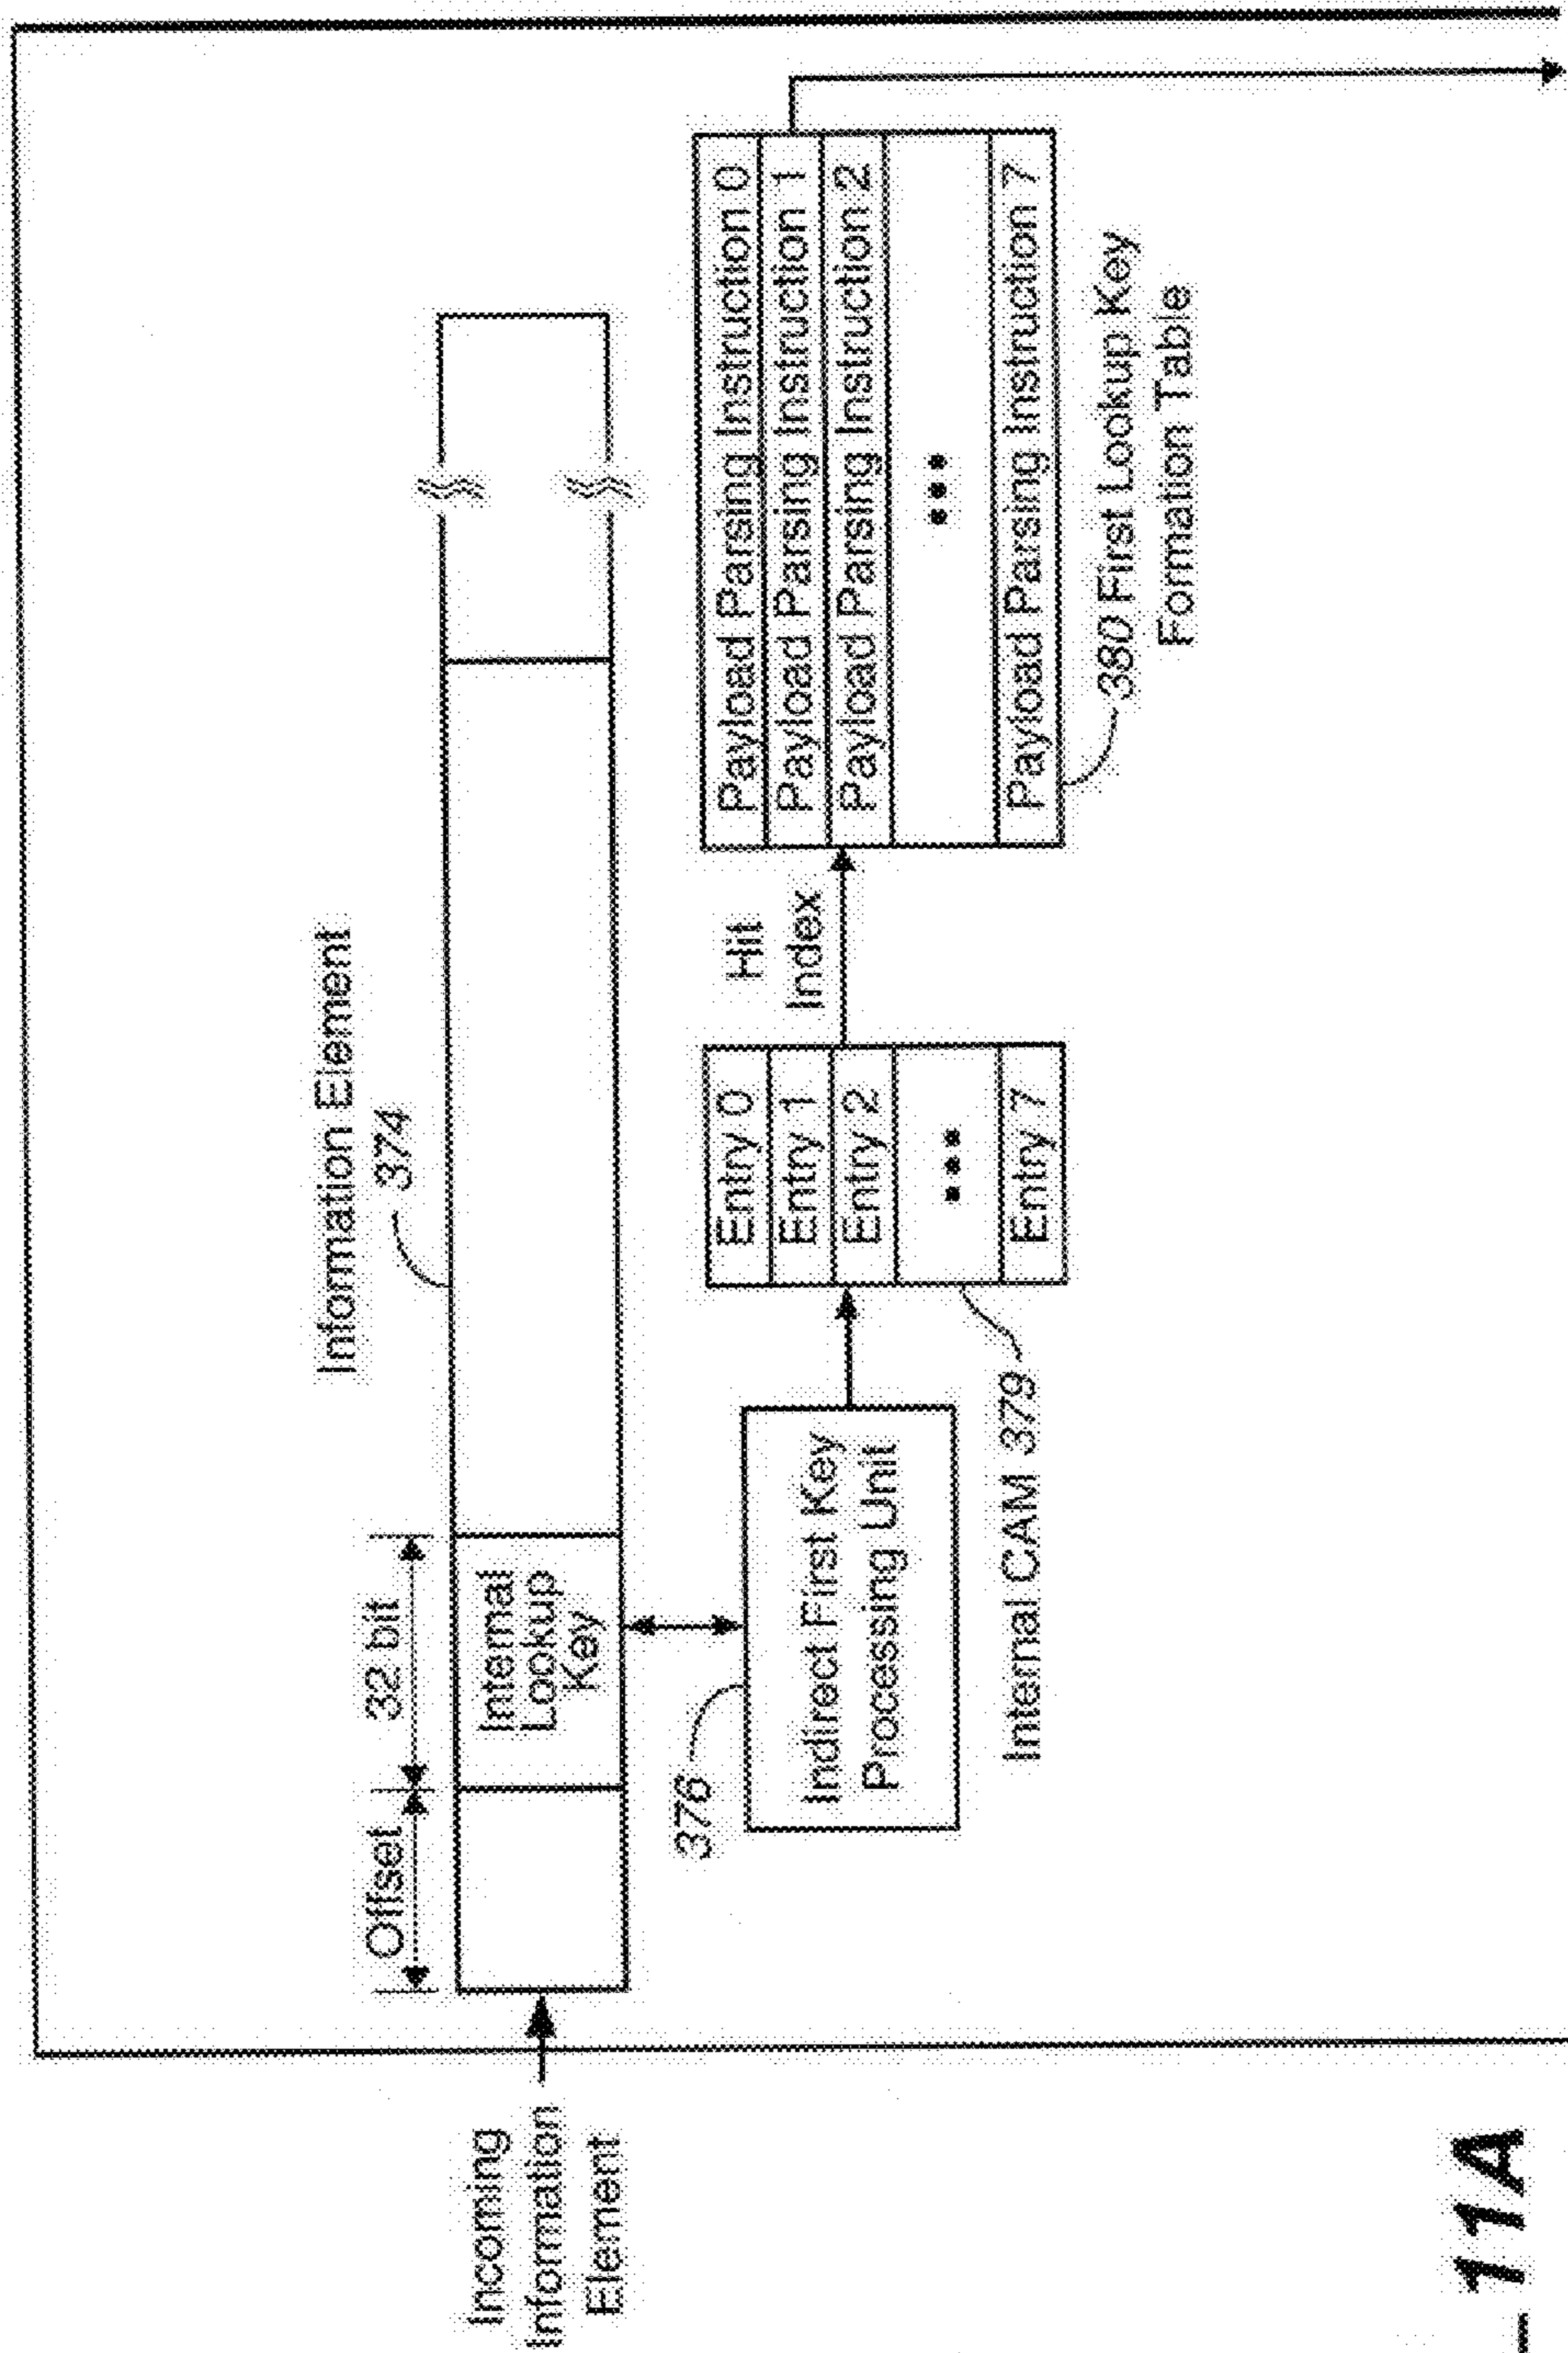 Incoming
Information
Element
Information Element
374
Offset
32 bit
Internal
Lookup
Key
376
Indirect First Key
Processing Unit
Internal CAM 379
Entry 0
Entry 1
Entry 2
•••
Entry 7
Hit
Index
Payload Parsing Instruction 0
Payload Parsing Instruction 1
Payload Parsing Instruction 2
•••
Payload Parsing Instruction 7
380 First Lookup Key
Formation Table
– 11A